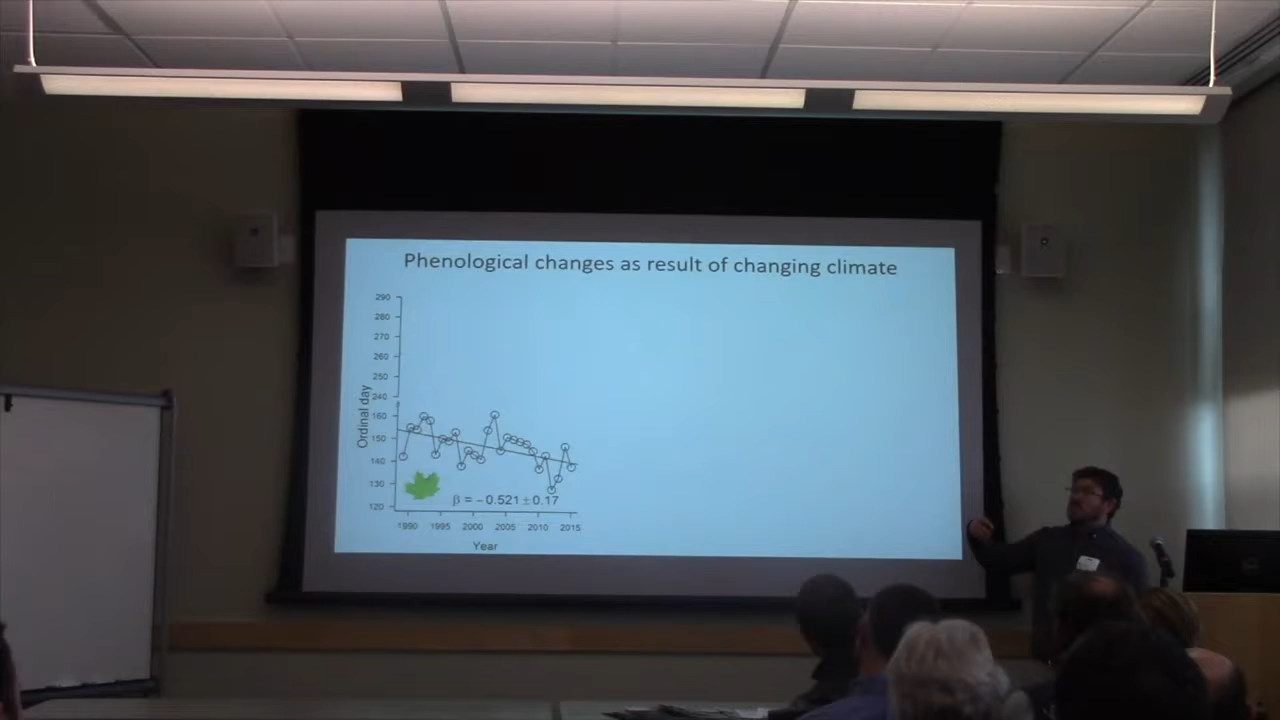 Phenological changes as result of changing climate
290
280
270
260
250
240
160
150
140
130
120
Ordinal day
β = −0.521 ± 0.17
1990 1995 2000 2005 2010 2015
Year